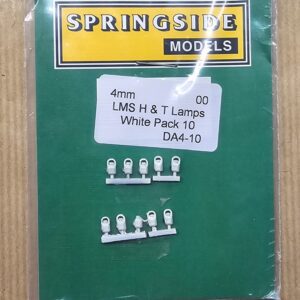 SPRINGSIDE
MODELS
4mm 00
LMS H & T Lamps
White Pack 10
DA4-10